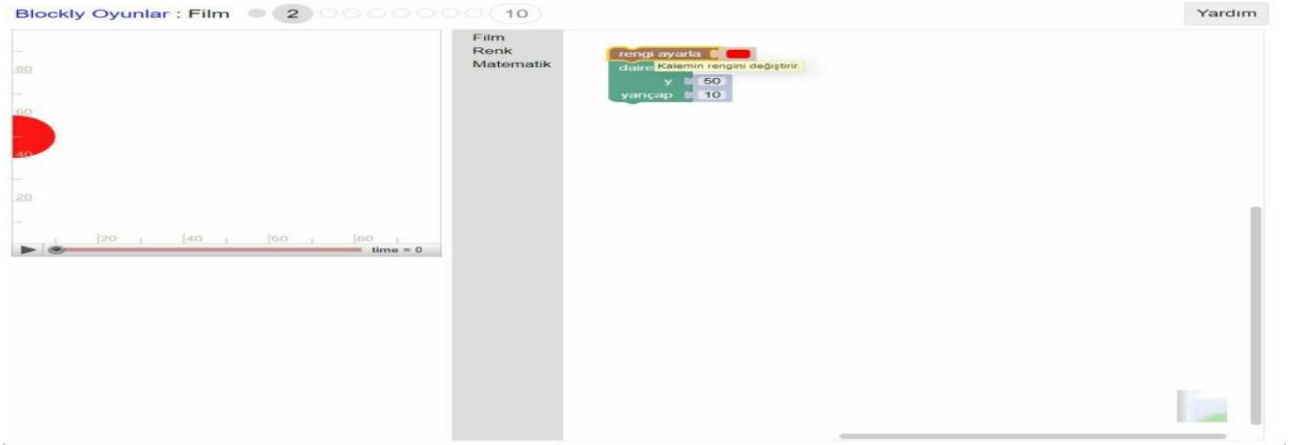 Blockly Oyunlar : Film 2 10 Yardım
Film
Renk
Matematik
rengi ayarla
daire
Kalemin rengini değiştirir.
y 50
yarıçap 10
80
60
40
20
20 40 60 80
time = 0